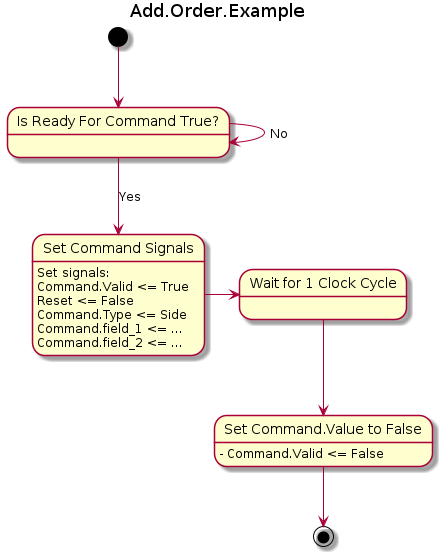 Add.Order.Example
Is Ready For Command True?
No
Yes
Set Command Signals
Set signals:
Command.Valid <= True
Reset <= False
Command.Type <= Side
Command.field_1 <= ...
Command.field_2 <= ...
Wait for 1 Clock Cycle
Set Command.Value to False
- Command.Valid <= False